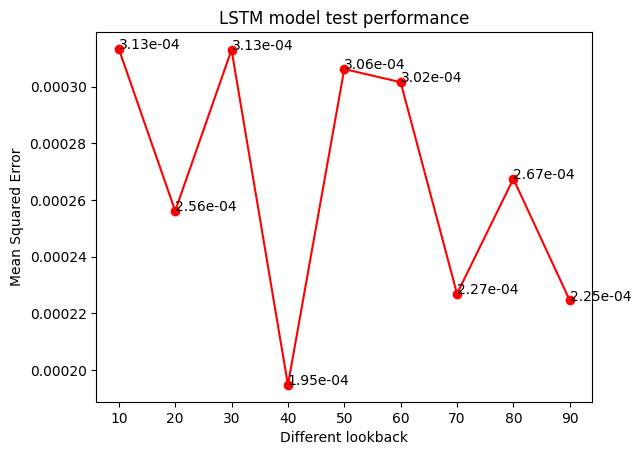 LSTM model test performance
Mean Squared Error
0.00030
0.00028
0.00026
0.00024
0.00022
0.00020
3.13e-04
2.56e-04
3.13e-04
1.95e-04
3.06e-04
3.02e-04
2.27e-04
2.67e-04
2.25e-04
10 20 30 40 50 60 70 80 90
Different lookback